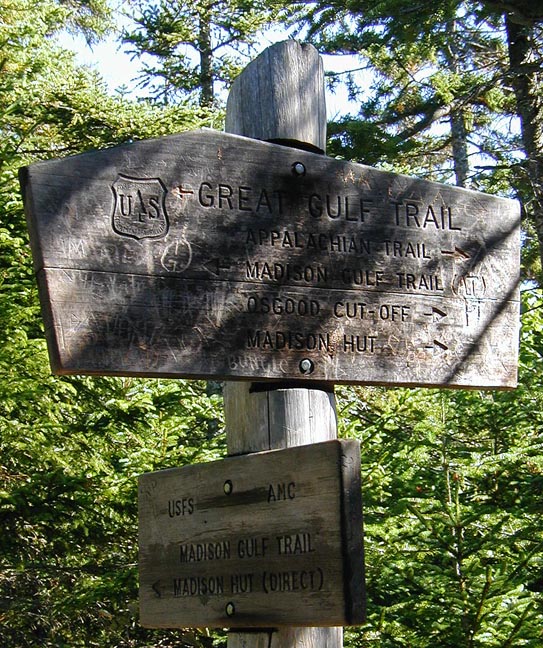 U S
← GREAT GULF TRAIL
APPALACHIAN TRAIL →
← MADISON GULF TRAIL (AT)
OSGOOD CUT-OFF →
MADISON HUT →
USFS AMC
MADISON GULF TRAIL
< MADISON HUT (DIRECT)